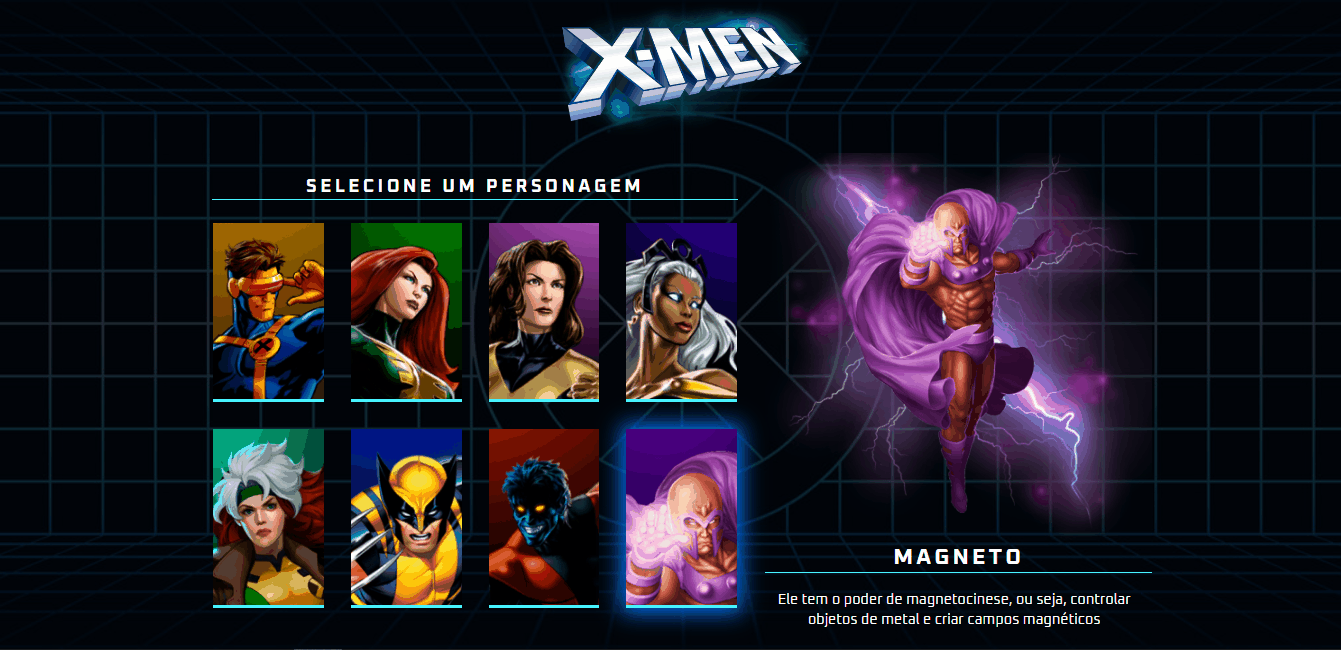 X-MEN
SELECIONE UM PERSONAGEM
MAGNETO
Ele tem o poder de magnetocinese, ou seja, controlar
objetos de metal e criar campos magnéticos